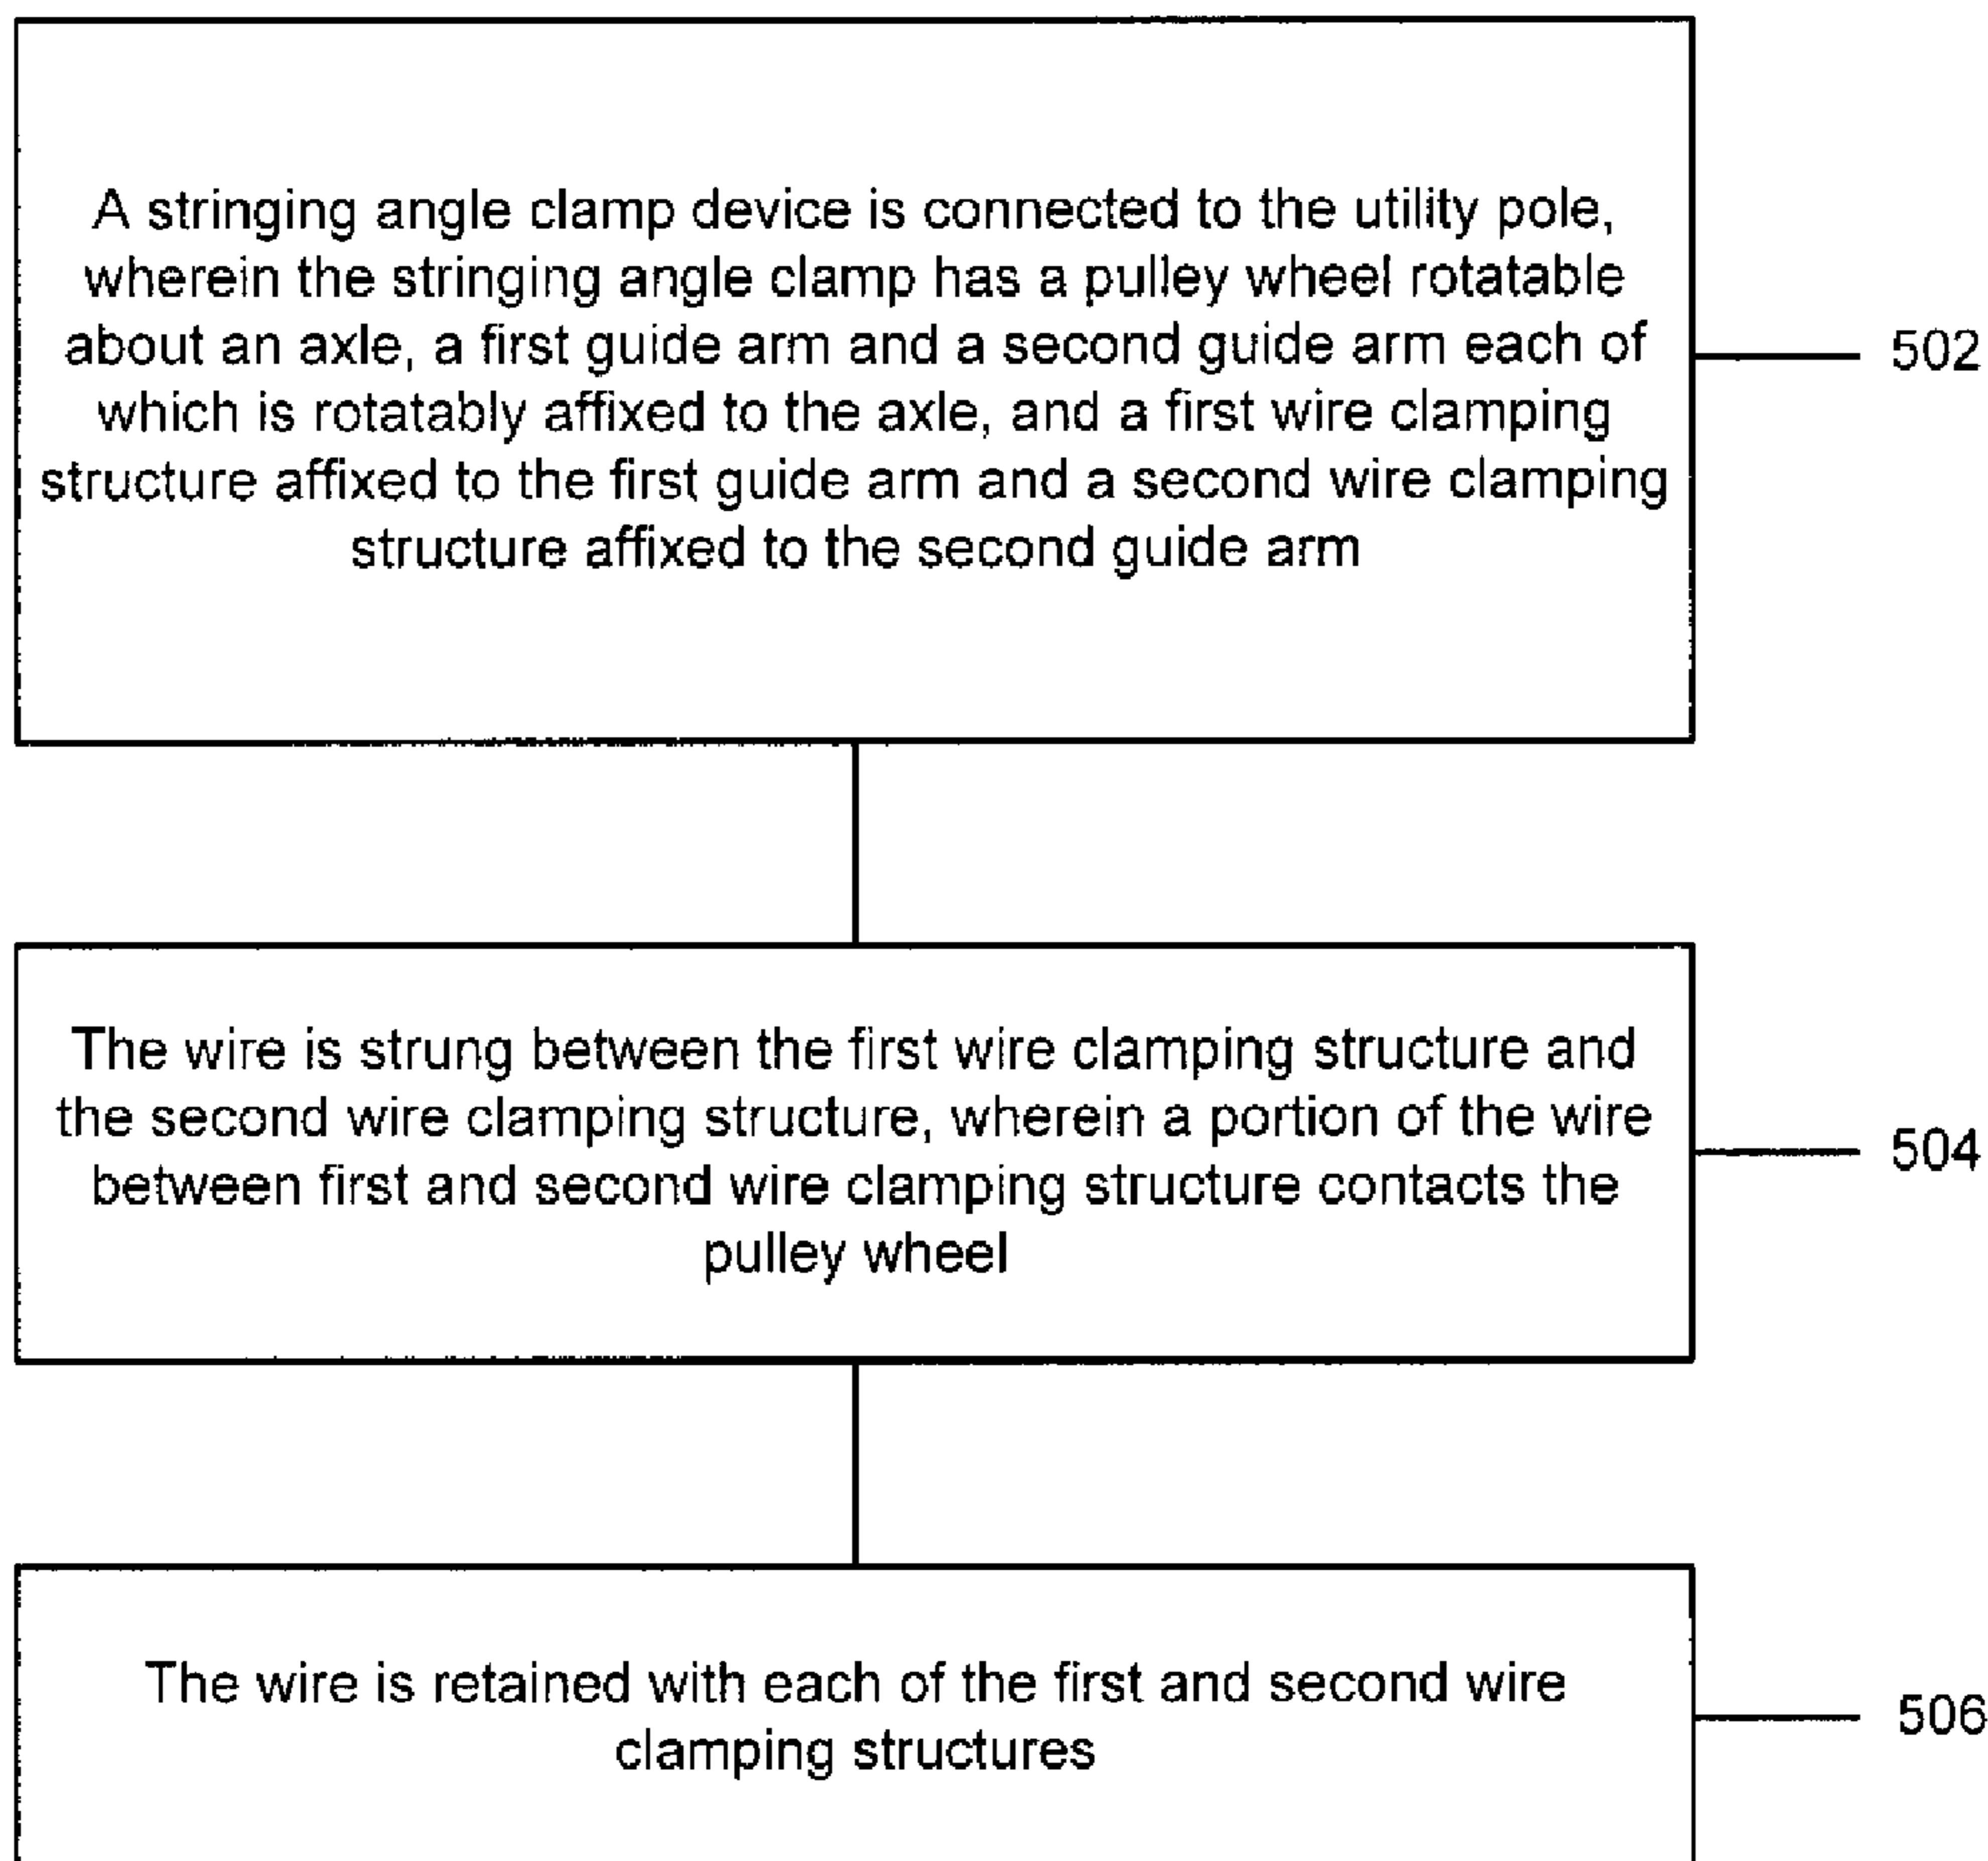 A stringing angle clamp device is connected to the utility pole,
wherein the stringing angle clamp has a pulley wheel rotatable
about an axle, a first guide arm and a second guide arm each of
which is rotatably affixed to the axle, and a first wire clamping
structure affixed to the first guide arm and a second wire clamping
structure affixed to the second guide arm
502
The wire is strung between the first wire clamping structure and
the second wire clamping structure, wherein a portion of the wire
between first and second wire clamping structure contacts the
pulley wheel
504
The wire is retained with each of the first and second wire
clamping structures
506